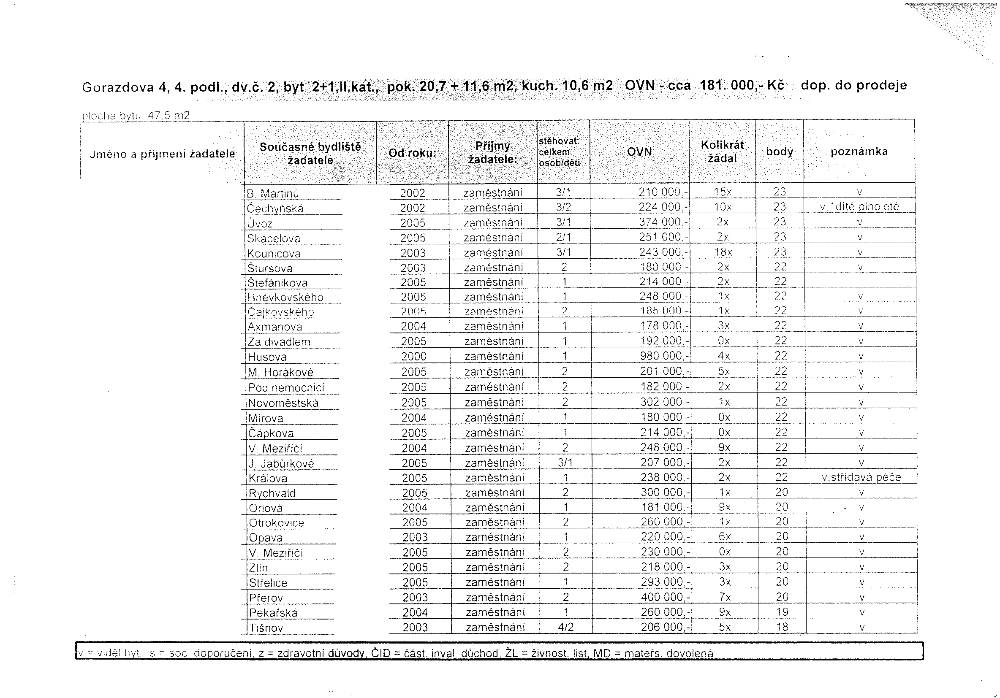 Gorazdova 4, 4. podl., dv.č. 2, byt 2+1,II.kat., pok. 20,7 + 11,6 m2, kuch. 10,6 m2 OVN - cca 181. 000,- Kč dop. do prodeje
plocha bytu 47,5 m2
Jméno a příjmení žadatele Současné bydliště žadatele Od roku: Příjmy žadatele: stěhovat: celkem osob/děti OVN Kolikrát žádal body poznámka
B. Martinů 2002 zaměstnání 3/1 210 000,- 15x 23 v
Čechyňská 2002 zaměstnání 3/2 224 000,- 10x 23 v,1dítě plnoleté
Úvoz 2005 zaměstnání 3/1 374 000,- 2x 23 v
Skácelova 2005 zaměstnání 2/1 251 000,- 2x 23 v
Kounicova 2003 zaměstnání 3/1 243 000,- 18x 23 v
Štursova 2003 zaměstnání 2 180 000,- 2x 22 v
Štefánikova 2005 zaměstnání 1 214 000,- 2x 22
Hněvkovského 2005 zaměstnání 1 248 000,- 1x 22 v
Čajkovského 2005 zaměstnání 2 185 000,- 1x 22 v
Axmanova 2004 zaměstnání 1 178 000,- 3x 22 v
Za divadlem 2005 zaměstnání 1 192 000,- 0x 22 v
Husova 2000 zaměstnání 1 980 000,- 4x 22 v
M. Horákové 2005 zaměstnání 2 201 000,- 5x 22 v
Pod nemocnicí 2005 zaměstnání 2 182 000,- 2x 22 v
Novoměstská 2005 zaměstnání 2 302 000,- 1x 22 v
Mírova 2004 zaměstnání 1 180 000,- 0x 22 v
Čápkova 2005 zaměstnání 1 214 000,- 0x 22 v
V. Meziříčí 2004 zaměstnání 2 248 000,- 9x 22 v
J. Jabůrkové 2005 zaměstnání 3/1 207 000,- 2x 22 v
Králova 2005 zaměstnání 1 238 000,- 2x 22 v,střídavá péče
Rychvald 2005 zaměstnání 2 300 000,- 1x 20 v
Orlová 2004 zaměstnání 1 181 000,- 9x 20 v
Otrokovice 2005 zaměstnání 2 260 000,- 1x 20 v
Opava 2003 zaměstnání 1 220 000,- 6x 20 v
V. Meziříčí 2005 zaměstnání 2 230 000,- 0x 20 v
Zlín 2005 zaměstnání 2 218 000,- 3x 20 v
Střelice 2005 zaměstnání 1 293 000,- 3x 20 v
Přerov 2003 zaměstnání 2 400 000,- 7x 20 v
Pekařská 2004 zaměstnání 1 260 000,- 9x 19 v
Tišnov 2003 zaměstnání 4/2 206 000,- 5x 18 v
v = viděl byt, s = soc. doporučení, z = zdravotní důvody, ČID = část. inval. důchod, ŽL = živnost. list, MD = mateřs. dovolená